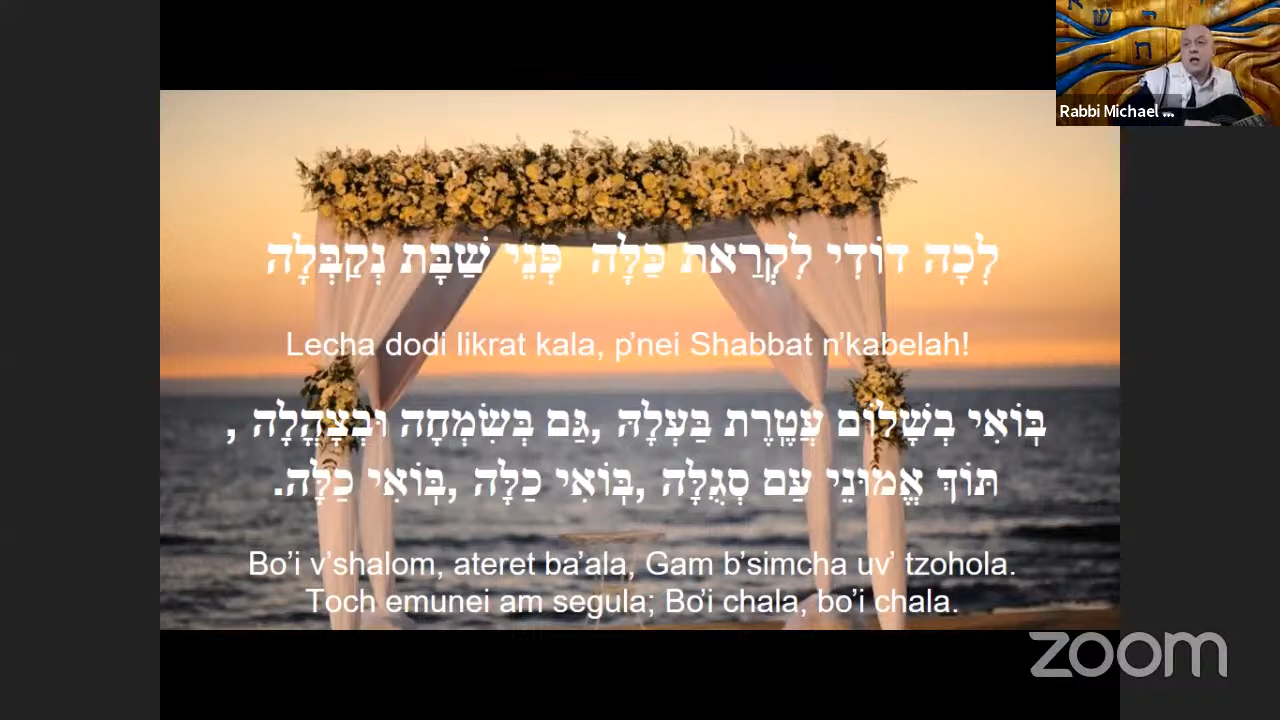 Rabbi Michael ...
לְכָה דוֹדִי לִקְרַאת כַּלָּה פְּנֵי שַׁבָּת נְקַבְּלָה
Lecha dodi likrat kala, p’nei Shabbat n’kabelah!
בּוֹאִי בְשָׁלוֹם עֲטֶרֶת בַּעְלָהּ ,גַּם בְּשִׂמְחָה וּבְצָהֳלָה ,
תּוֹךְ אֱמוּנֵי עַם סְגֻלָּה ,בּוֹאִי כַלָּה ,בּוֹאִי כַלָּה.
Bo’i v’shalom, ateret ba’ala, Gam b’simcha uv’ tzohola.
Toch emunei am segula; Bo’i chala, bo’i chala.
zoom